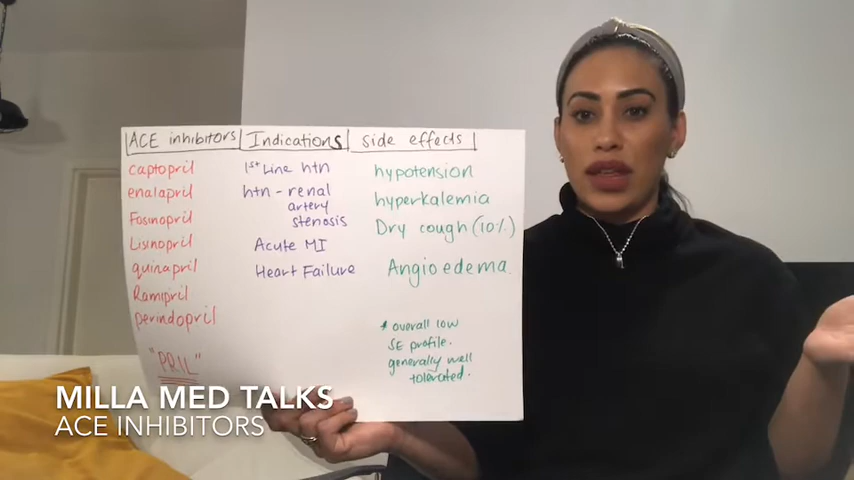 ACE inhibitors
captopril
enalapril
Fosinopril
Lisinopril
quinapril
Ramipril
perindopril
"PRIL"
Indications
1st Line htn
htn - renal
artery
stenosis
Acute MI
Heart Failure
side effects
hypotension
hyperkalemia
Dry cough (10%)
Angioedema.
* overall low
SE profile.
generally well
tolerated.
MILLA MED TALKS
ACE INHIBITORS